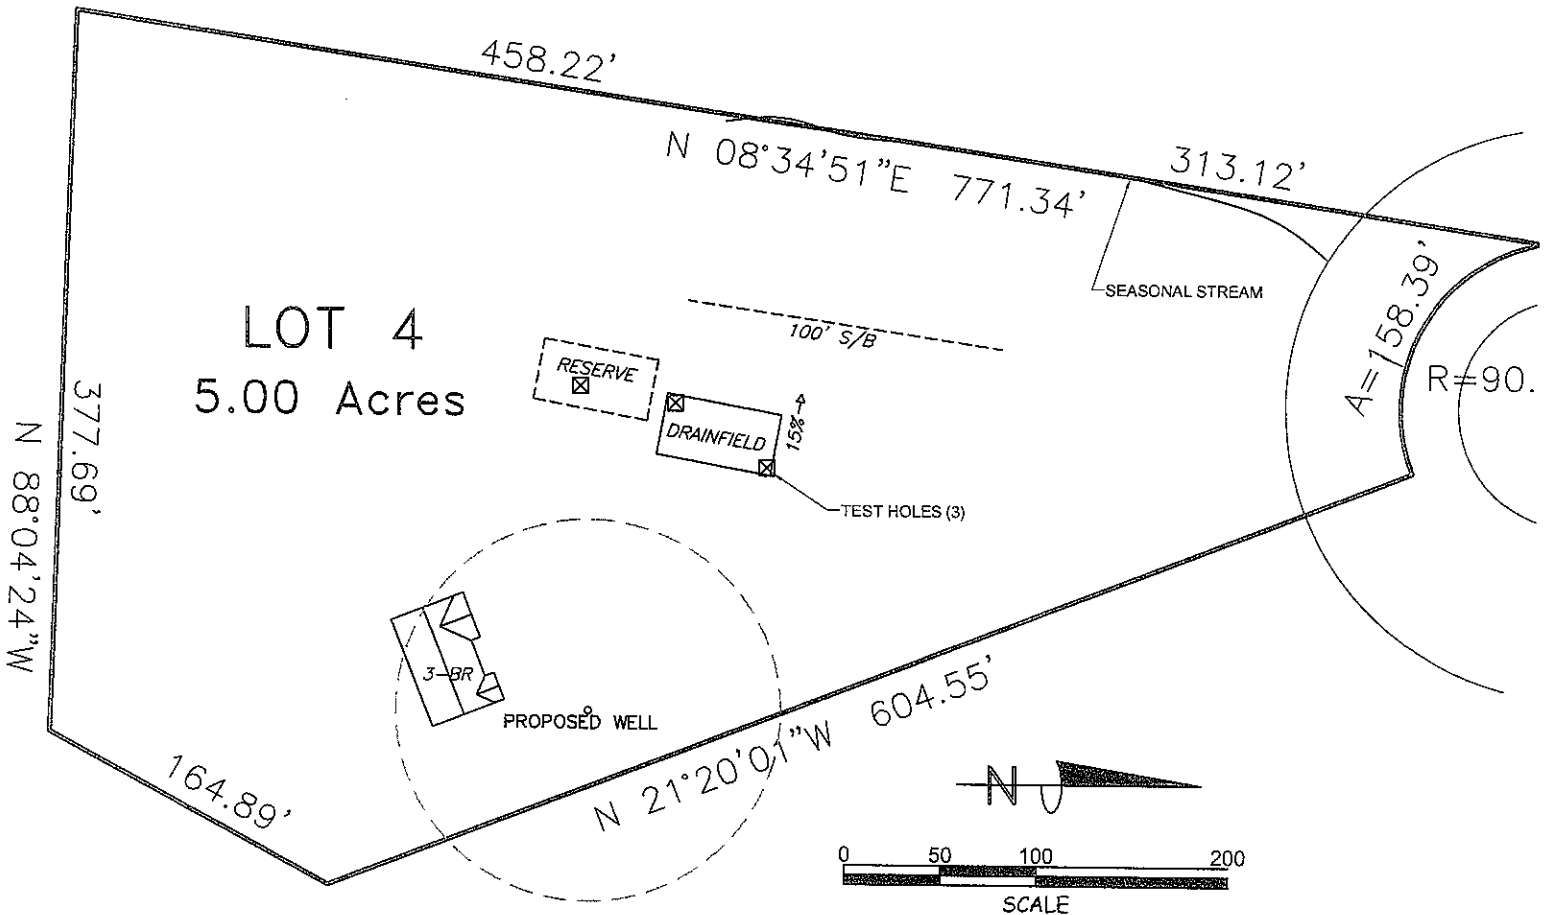 458.22'
N 08°34'51"E 771.34'
313.12'
SEASONAL STREAM
A=158.39'
R=90.
100' S/B
LOT 4
5.00 Acres
RESERVE
DRAINFIELD
15%
TEST HOLES (3)
377.69'
N 88°04'24"W
3-BR
PROPOSED WELL
164.89'
N 21°20'01"W 604.55'
N
0 50 100 200
SCALE